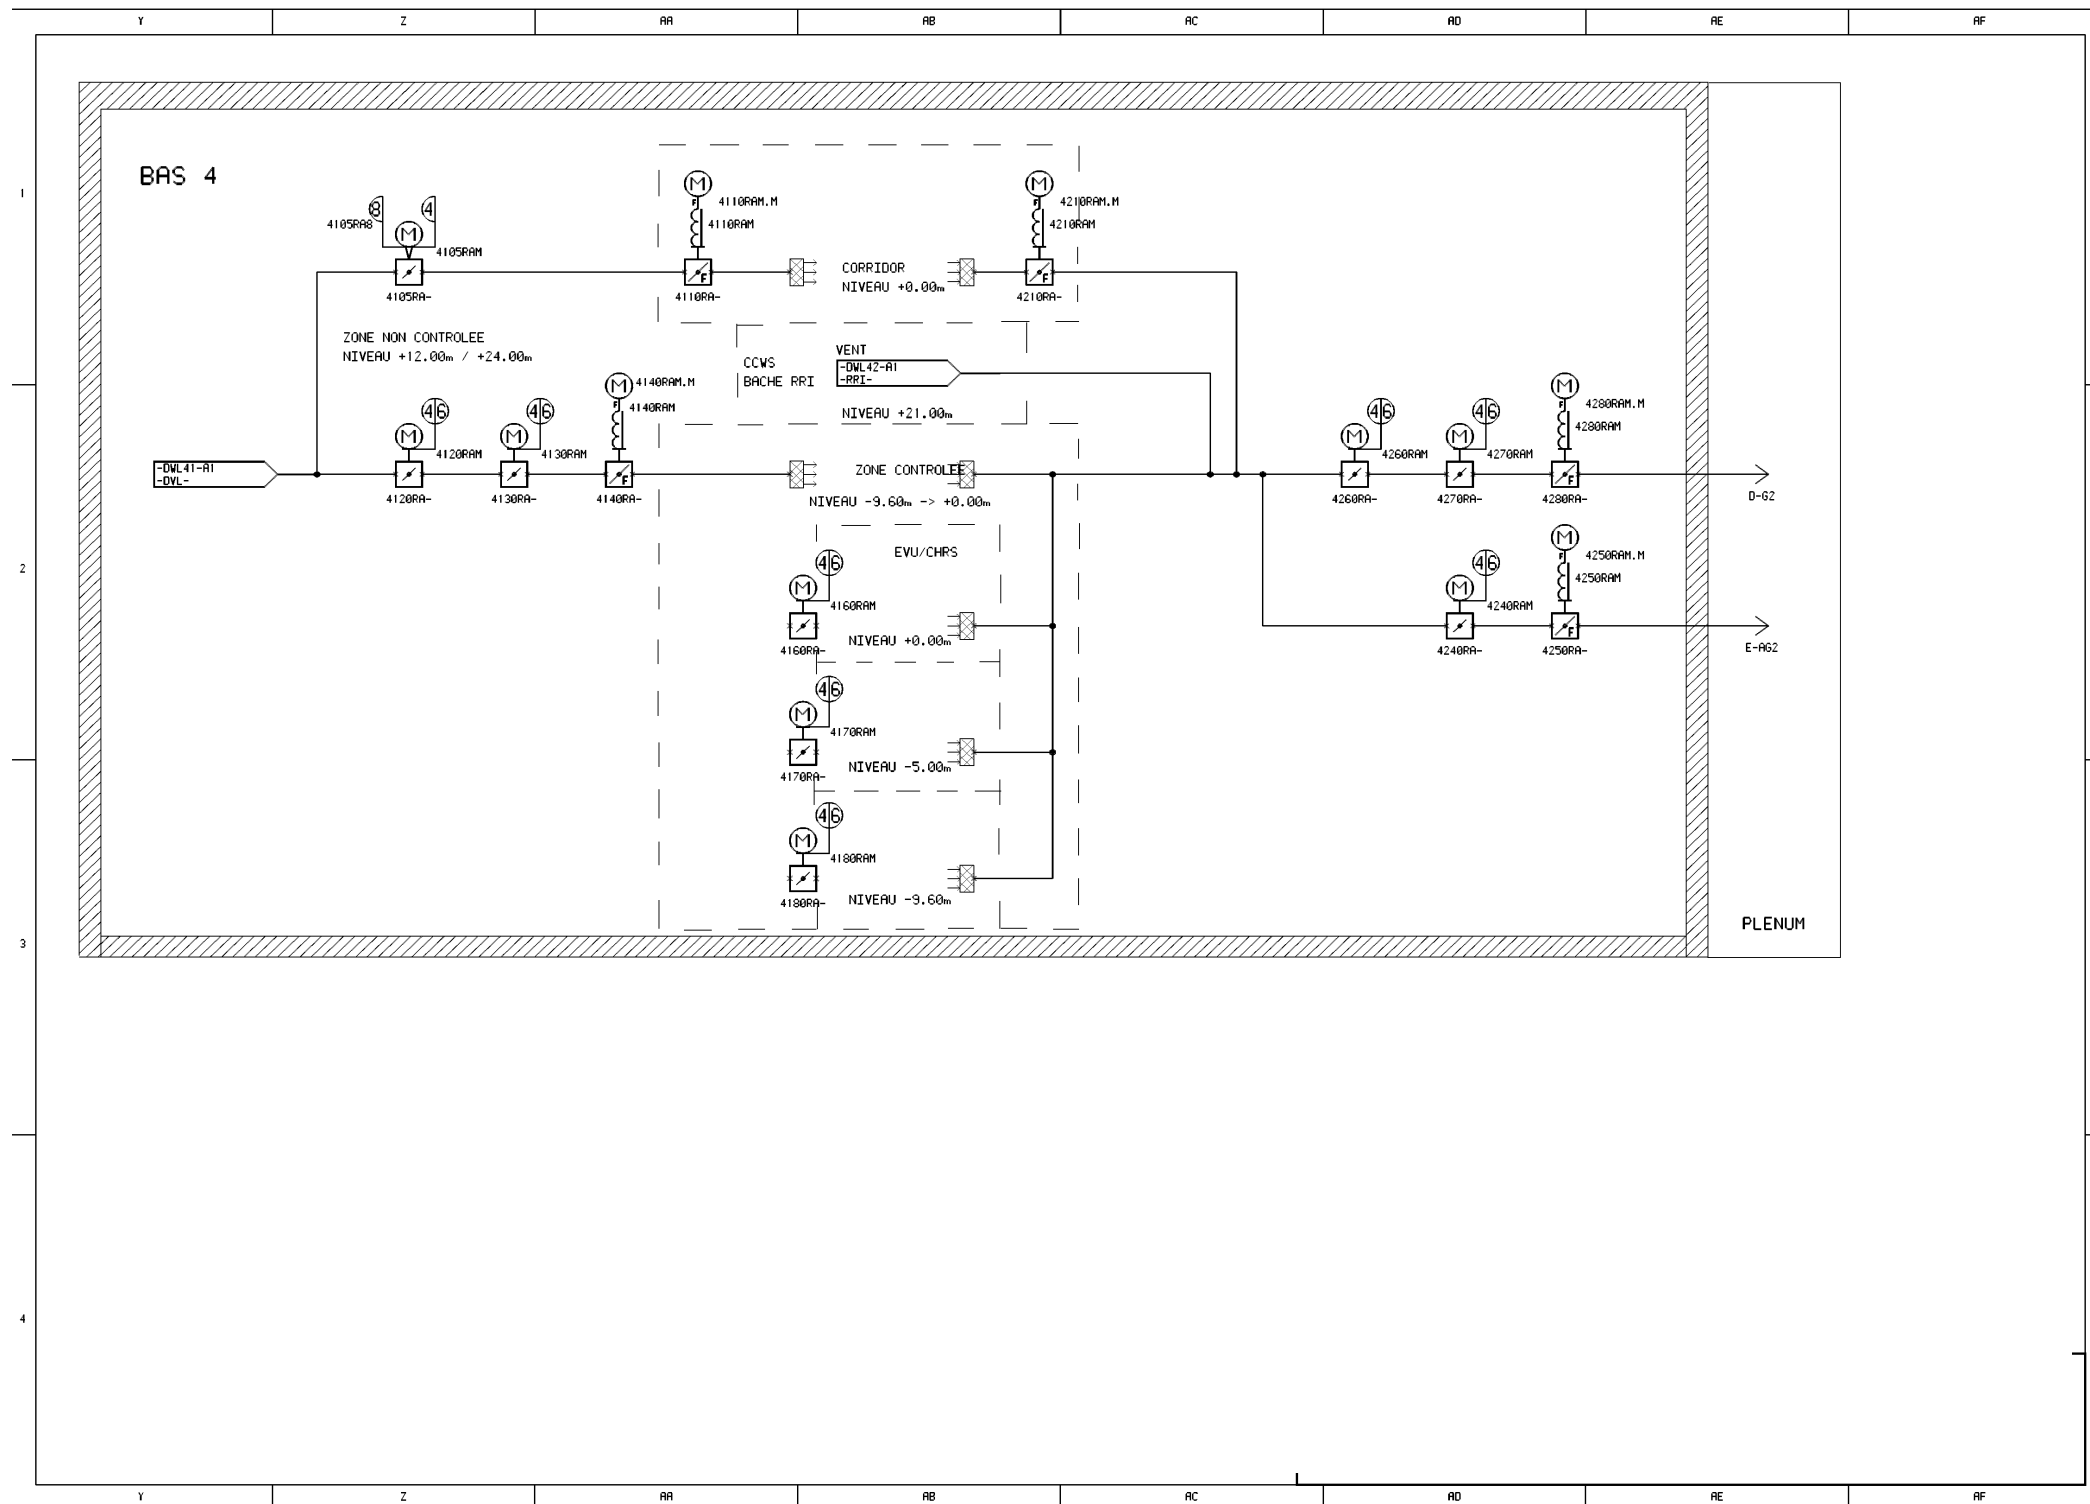 Y Z AA AB AC AD AE AF
1
BAS 4
8 4
4105RA8
M
4105RAM
4105RA-
M
F
4110RAM.M
4110RAM
F
4110RA-
CORRIDOR
NIVEAU +0.00m
M
F
4210RAM.M
4210RAM
F
4210RA-
ZONE NON CONTROLEE
NIVEAU +12.00m / +24.00m
CCWS
BACHE RRI
VENT
-DWL42-A1
-RRI-
NIVEAU +21.00m
-DWL41-A1
-DVL-
46
M
4120RAM
4120RA-
46
M
4130RAM
4130RA-
M
F
4140RAM.M
4140RAM
F
4140RA-
ZONE CONTROLEE
NIVEAU -9.60m -> +0.00m
46
M
4260RAM
4260RA-
46
M
4270RAM
4270RA-
M
F
4280RAM.M
4280RAM
F
4280RA-
D-G2
2
EVU/CHRS
46
M
4160RAM
4160RA-
NIVEAU +0.00m
46
M
4240RAM
4240RA-
M
F
4250RAM.M
4250RAM
F
4250RA-
E-AG2
46
M
4170RAM
4170RA-
NIVEAU -5.00m
46
M
4180RAM
4180RA-
NIVEAU -9.60m
3
PLENUM
4
Y Z AA AB AC AD AE AF